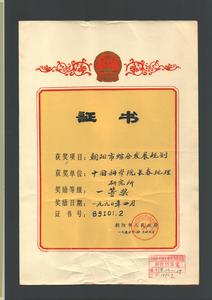 证书
获奖项目：朝阳市综合发展规划
获奖单位：中国科学院长春地理
研究所
奖励等级：一等奖
奖励日期：一九九〇年四月
证书号：89101.2
朝阳市人民政府